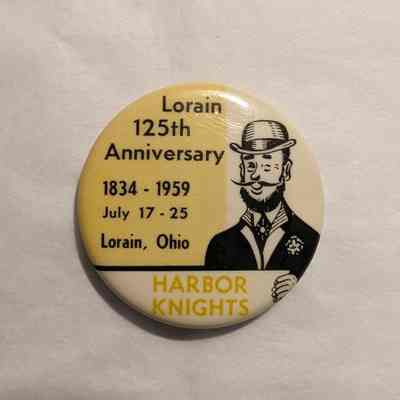 Lorain
125th
Anniversary
1834 - 1959
July 17 - 25
Lorain, Ohio
HARBOR
KNIGHTS